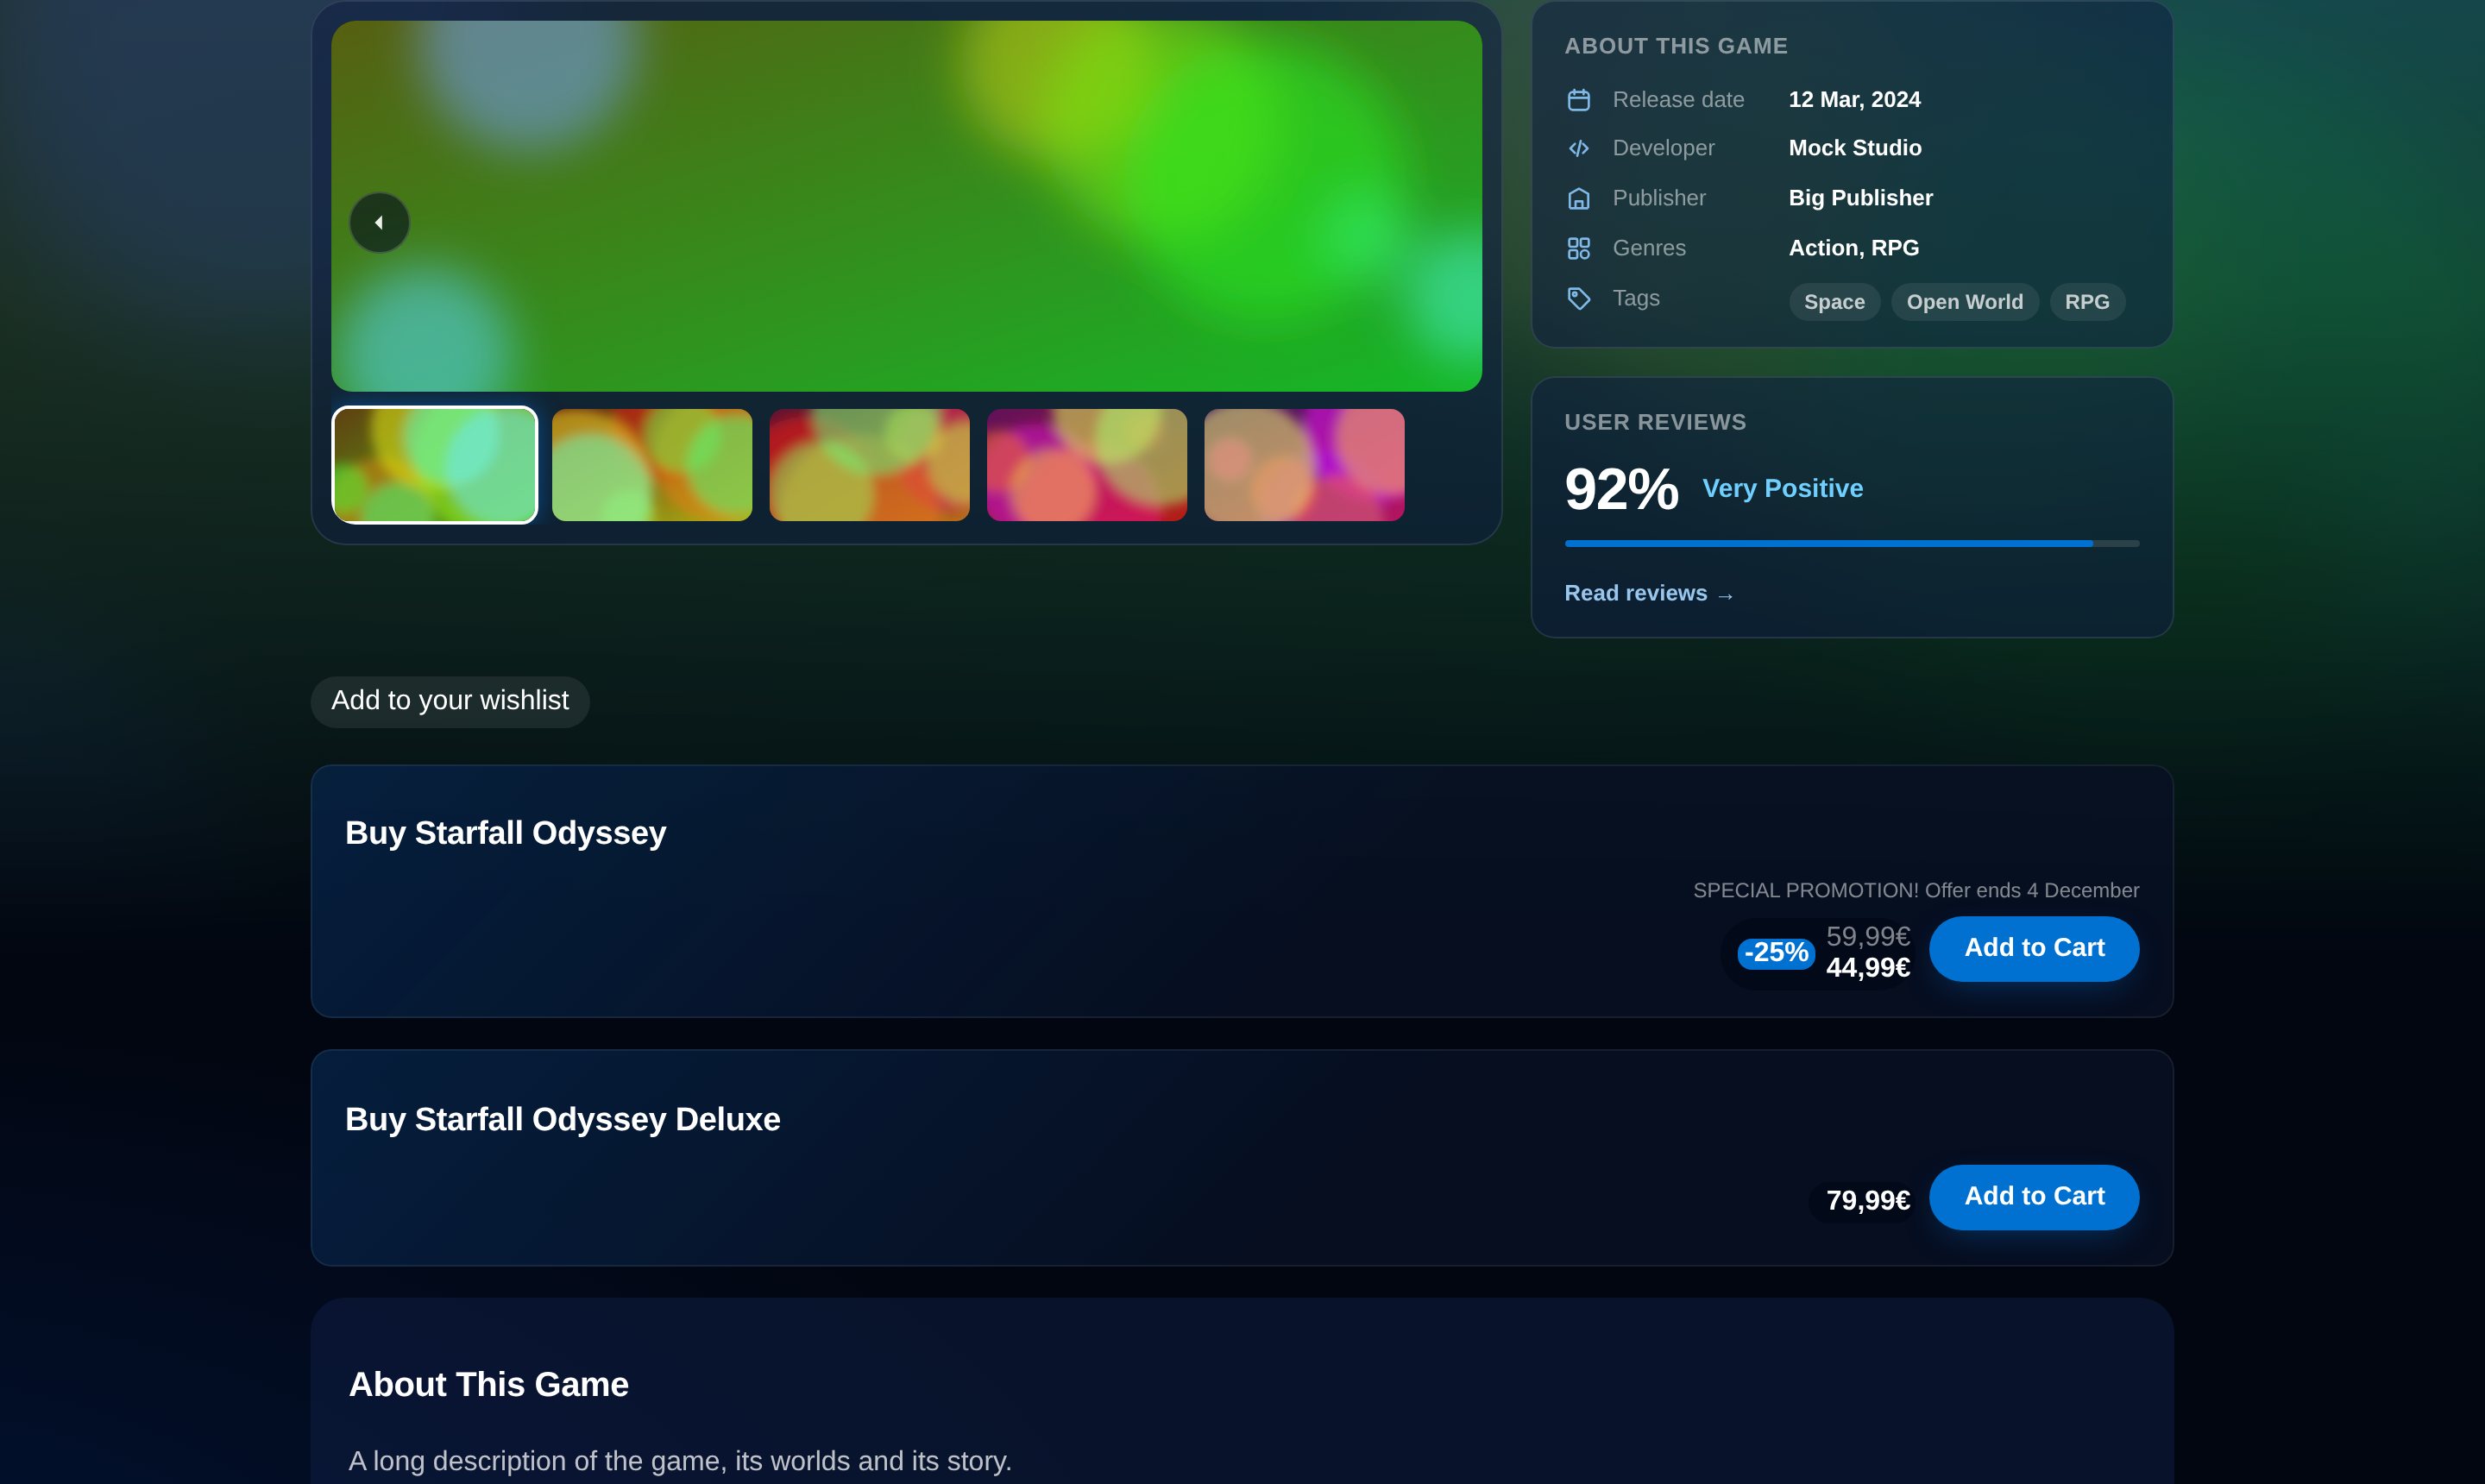 ABOUT THIS GAME
Release date 12 Mar, 2024
Developer Mock Studio
Publisher Big Publisher
Genres Action, RPG
Tags Space Open World RPG
USER REVIEWS
92% Very Positive
Read reviews →
Add to your wishlist
Buy Starfall Odyssey
SPECIAL PROMOTION! Offer ends 4 December
-25% 59,99€
44,99€
Add to Cart
Buy Starfall Odyssey Deluxe
79,99€ Add to Cart
About This Game
A long description of the game, its worlds and its story.